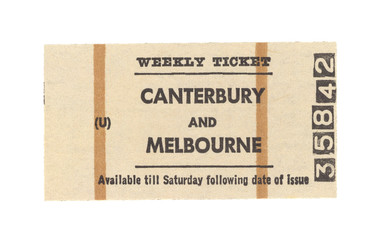 WEEKLY TICKET
CANTERBURY
(U)
AND
MELBOURNE
Available till Saturday following date of issue
35842